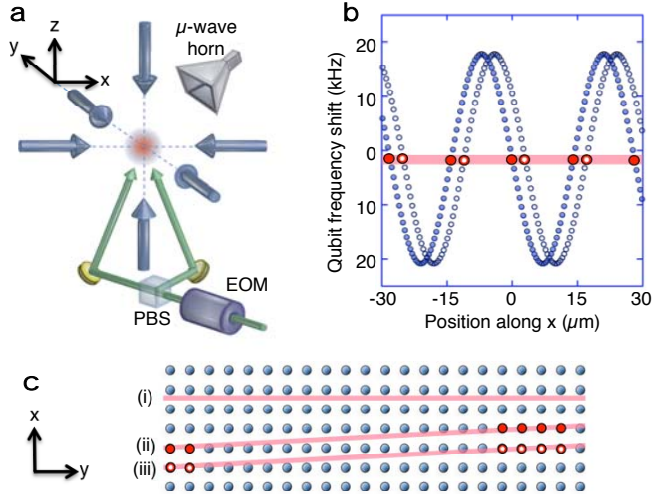 a
z
y
x
μ-wave
horn
EOM
PBS
b
Qubit frequency shift (kHz)
20
10
0
10
20
-30
-15
0
15
30
Position along x (μm)
c
x
y
(i)
(ii)
(iii)